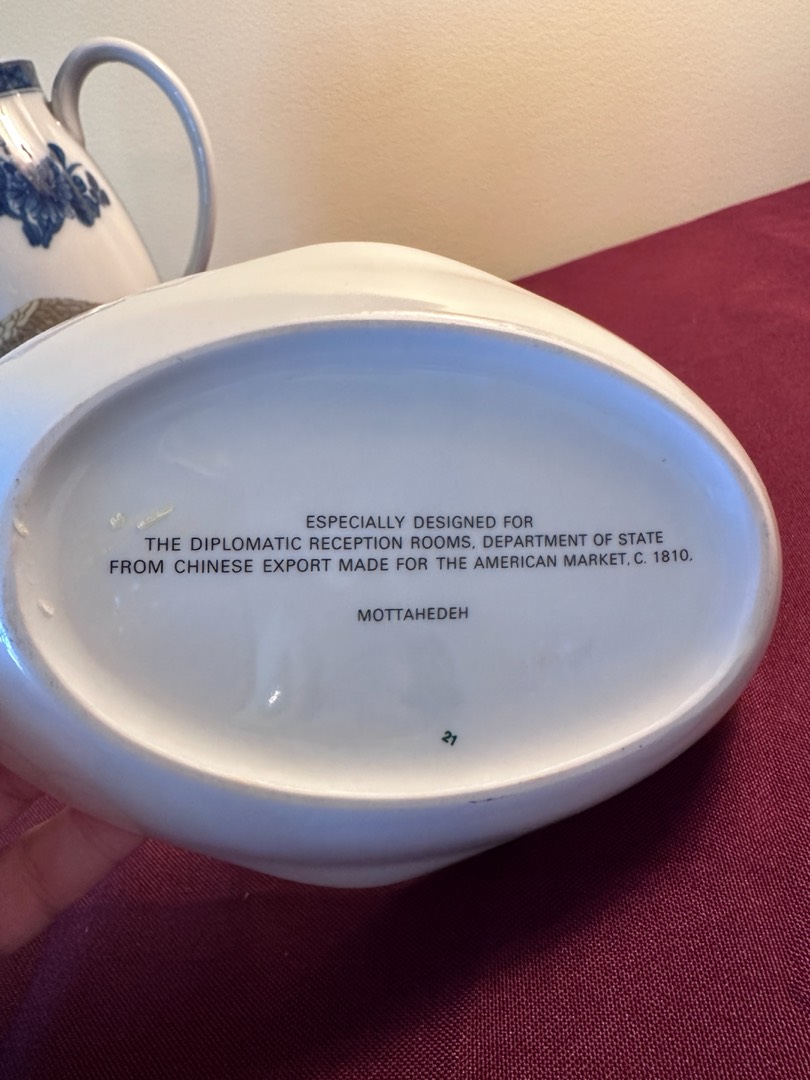 ESPECIALLY DESIGNED FOR
THE DIPLOMATIC RECEPTION ROOMS, DEPARTMENT OF STATE
FROM CHINESE EXPORT MADE FOR THE AMERICAN MARKET, C. 1810.
MOTTAHEDEH
21